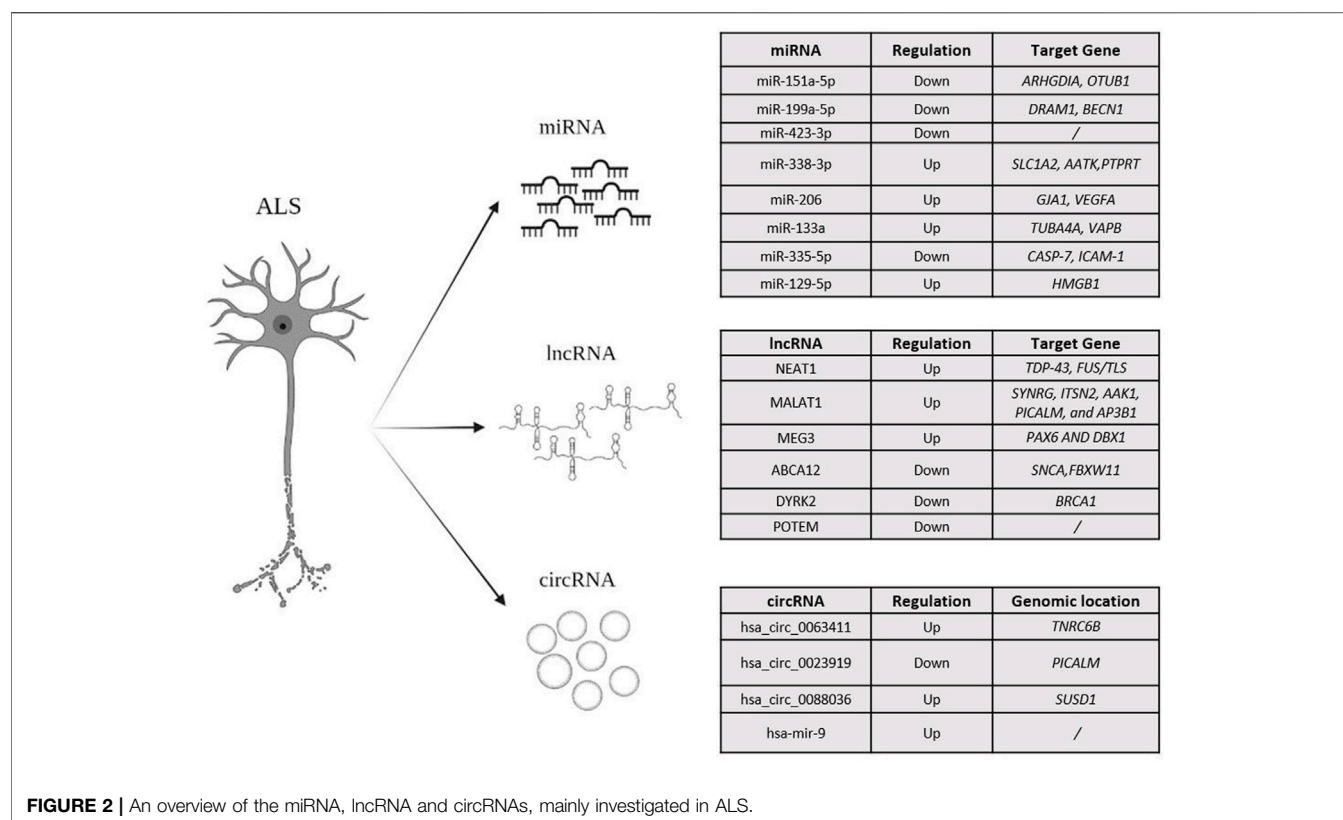 ALS
miRNA
lncRNA
circRNA
miRNA Regulation Target Gene
miR-151a-5p Down ARHGDIA, OTUB1
miR-199a-5p Down DRAM1, BECN1
miR-423-3p Down /
miR-338-3p Up SLC1A2, AATK,PTPRT
miR-206 Up GJA1, VEGFA
miR-133a Up TUBA4A, VAPB
miR-335-5p Down CASP-7, ICAM-1
miR-129-5p Up HMGB1
lncRNA Regulation Target Gene
NEAT1 Up TDP-43, FUS/TLS
MALAT1 Up SYNRG, ITSN2, AAK1,
PICALM, and AP3B1
MEG3 Up PAX6 AND DBX1
ABCA12 Down SNCA,FBXW11
DYRK2 Down BRCA1
POTEM Down /
circRNA Regulation Genomic location
hsa_circ_0063411 Up TNRC6B
hsa_circ_0023919 Down PICALM
hsa_circ_0088036 Up SUSD1
hsa-mir-9 Up /
FIGURE 2 | An overview of the miRNA, lncRNA and circRNAs, mainly investigated in ALS.